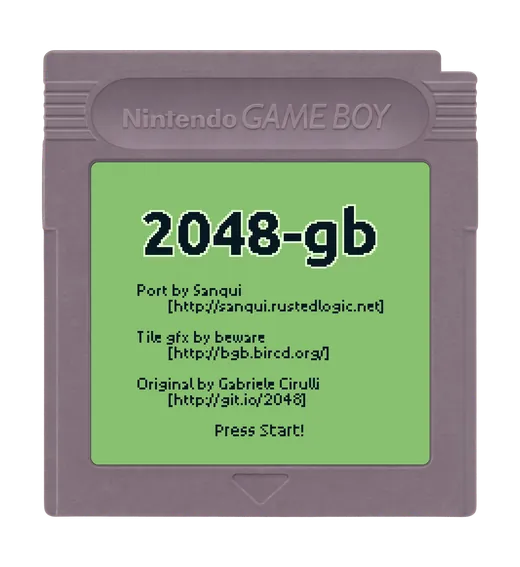 Nintendo GAME BOY
2048-gb
Port by Sanqui
[http://sanqui.rustedlogic.net]
Tile gfx by beware
[http://bgb.bircd.org/]
Original by Gabriele Cirulli
[http://git.io/2048]
Press Start!